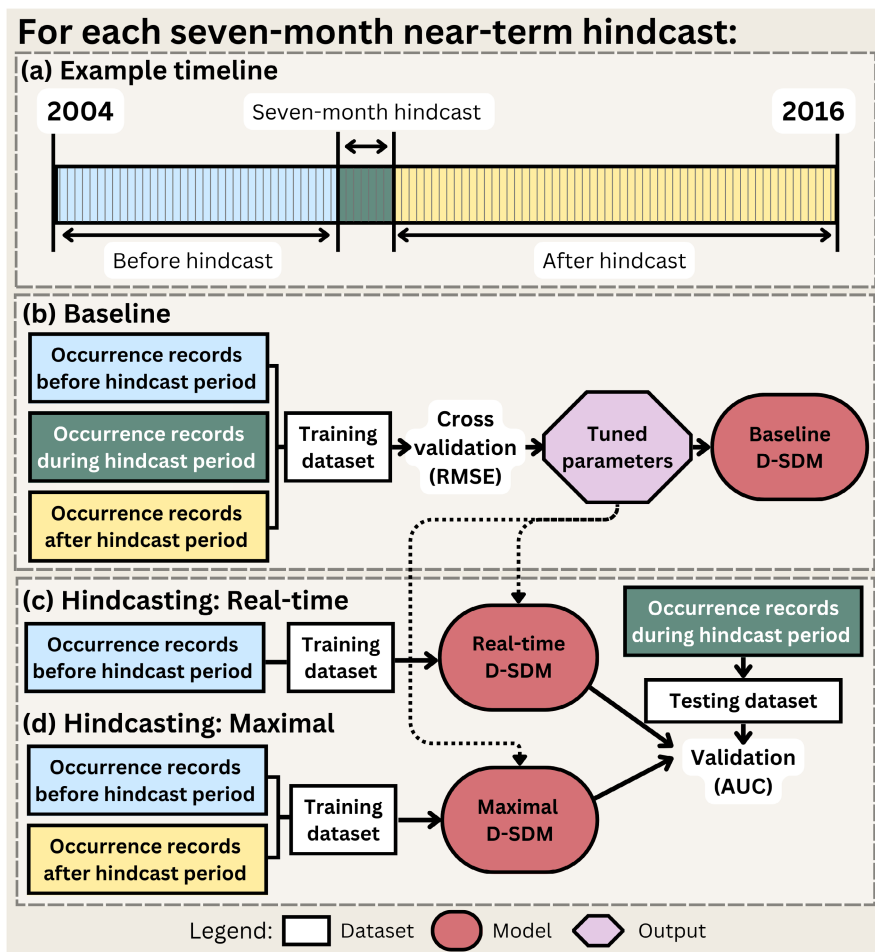 For each seven-month near-term hindcast:
(a) Example timeline
2004
Seven-month hindcast
2016
Before hindcast
After hindcast
(b) Baseline
Occurrence records
before hindcast period
Occurrence records
during hindcast period
Occurrence records
after hindcast period
Training
dataset
Cross
validation
(RMSE)
Tuned
parameters
Baseline
D-SDM
(c) Hindcasting: Real-time
Occurrence records
before hindcast period
Training
dataset
Real-time
D-SDM
Occurrence records
during hindcast period
Testing dataset
Validation
(AUC)
(d) Hindcasting: Maximal
Occurrence records
before hindcast period
Occurrence records
after hindcast period
Training
dataset
Maximal
D-SDM
Legend:
Dataset
Model
Output